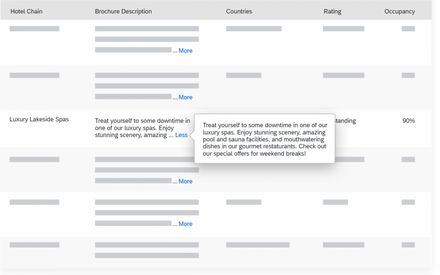 Hotel Chain Brochure Description Countries Rating Occupancy
... More
... More
Luxury Lakeside Spas
Treat yourself to some downtime in
one of our luxury spas. Enjoy
stunning scenery, amazing ... Less
Treat yourself to some downtime in one of our
luxury spas. Enjoy stunning scenery, amazing
pool and sauna facilities, and mouthwatering
dishes in our gourmet restaurants. Check out
our special offers for weekend breaks!
standing
90%
... More
... More